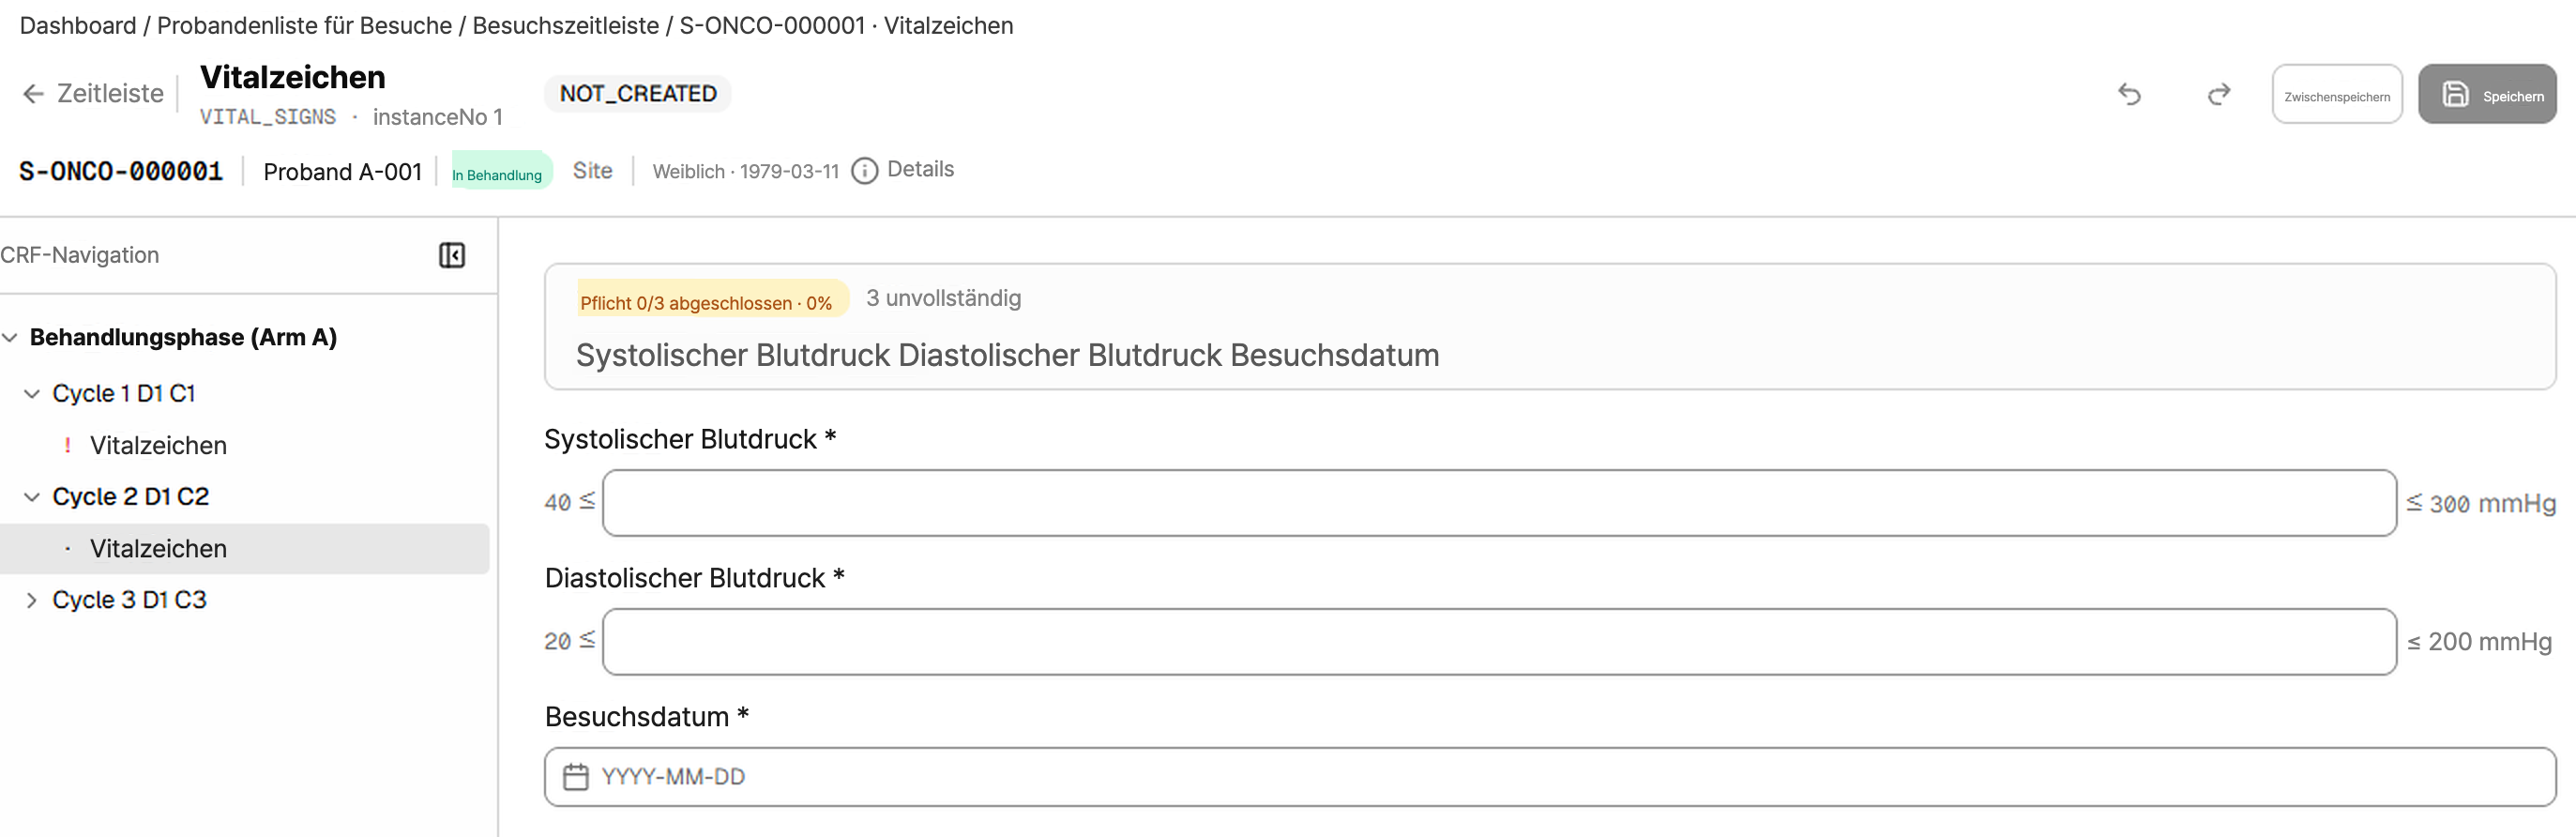 Dashboard / Probandenliste für Besuche / Besuchszeitleiste / S-ONCO-000001 · Vitalzeichen
Zeitleiste
Vitalzeichen
VITAL_SIGNS · instanceNo 1
NOT_CREATED
Zwischenspeichern
Speichern
S-ONCO-000001
Proband A-001
In Behandlung
Site
Weiblich · 1979-03-11
Details
CRF-Navigation
Behandlungsphase (Arm A)
Cycle 1 D1 C1
! Vitalzeichen
Cycle 2 D1 C2
· Vitalzeichen
Cycle 3 D1 C3
Pflicht 0/3 abgeschlossen · 0%
3 unvollständig
Systolischer Blutdruck Diastolischer Blutdruck Besuchsdatum
Systolischer Blutdruck *
40 ≤
≤ 300 mmHg
Diastolischer Blutdruck *
20 ≤
≤ 200 mmHg
Besuchsdatum *
YYYY-MM-DD